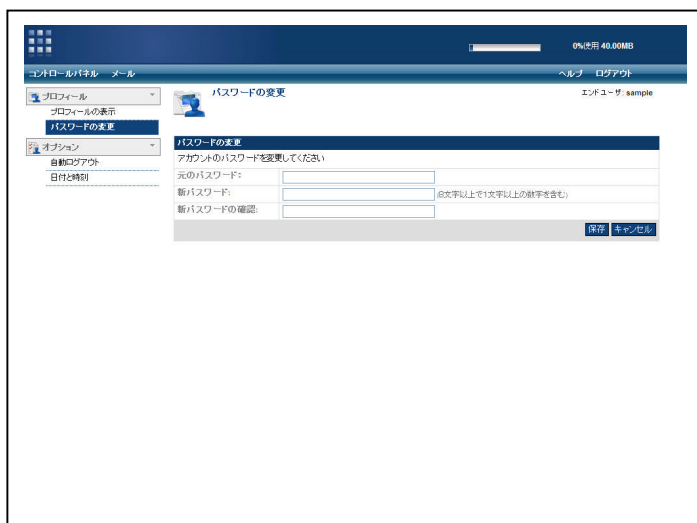 0%使用 40.00MB
コントロールパネル メール ヘルプ ログアウト
プロフィール
プロフィールの表示
パスワードの変更
オプション
自動ログアウト
日付と時刻
パスワードの変更
エンドユーザ: sample
パスワードの変更
アカウントのパスワードを変更してください
元のパスワード:
新パスワード: (8文字以上で1文字以上の数字を含む)
新パスワードの確認:
保存 キャンセル